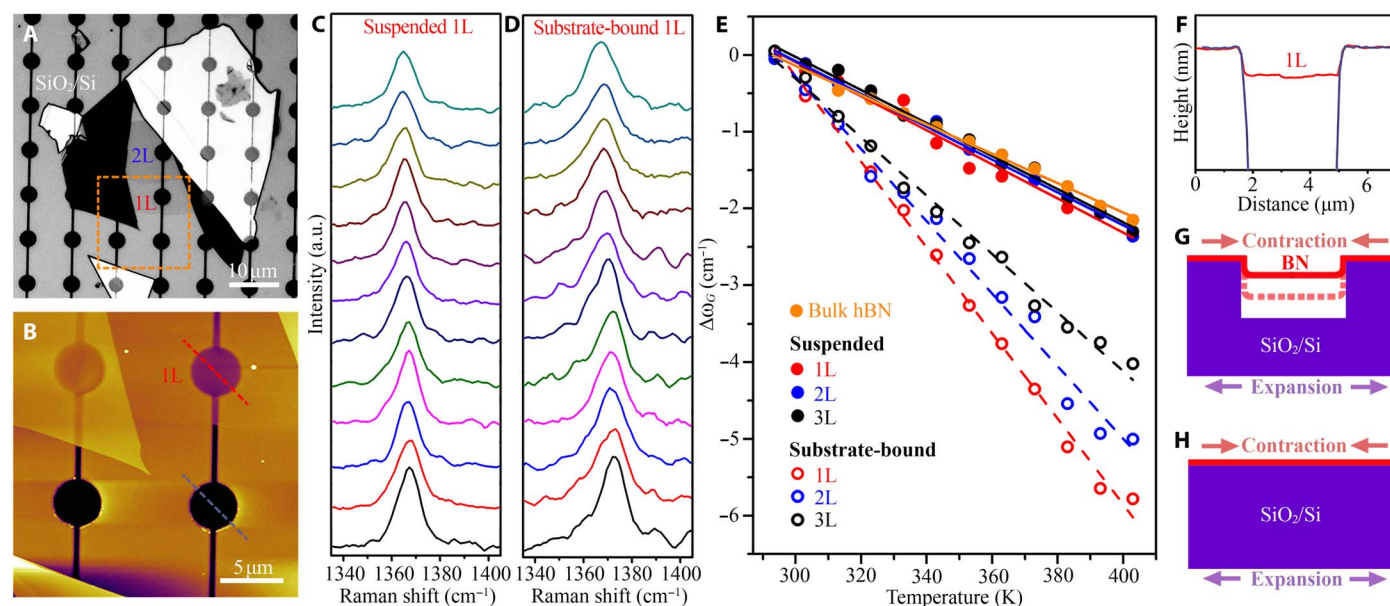 A
SiO₂/Si
2L
1L
10 μm
B
1L
5 μm
C
Suspended 1L
Intensity (a.u.)
1340 1360 1380 1400
Raman shift (cm⁻¹)
D
Substrate-bound 1L
1340 1360 1380 1400
Raman shift (cm⁻¹)
E
0
−1
−2
−3
−4
−5
−6
Δω_G (cm⁻¹)
Bulk hBN
Suspended
1L
2L
3L
Substrate-bound
1L
2L
3L
300 320 340 360 380 400
Temperature (K)
F
1L
Height (nm)
0 2 4 6
Distance (μm)
G
Contraction
BN
SiO₂/Si
Expansion
H
Contraction
SiO₂/Si
Expansion